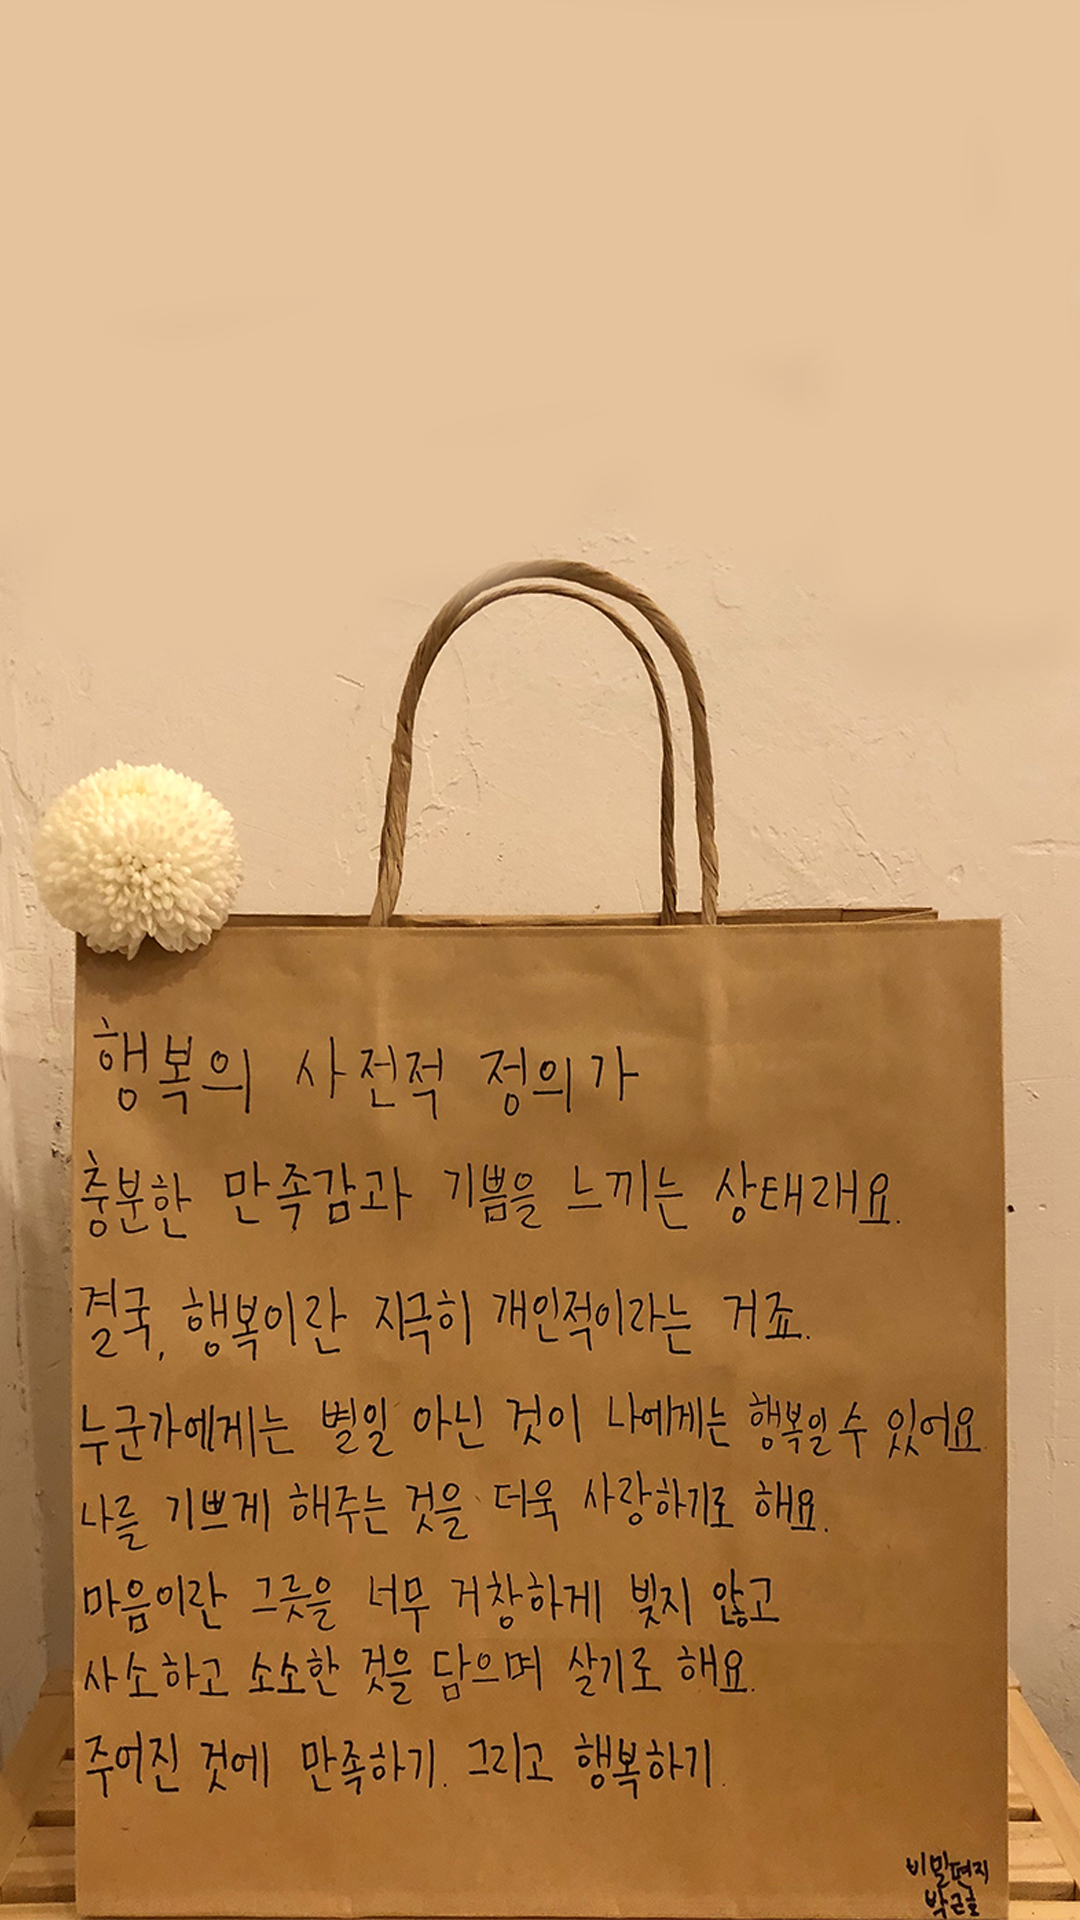 행복의 사전적 정의가
충분한 만족감과 기쁨을 느끼는 상태래요.
결국, 행복이란 지극히 개인적이라는 거죠.
누군가에게는 별일 아닌 것이 나에게는 행복일 수 있어요
나를 기쁘게 해주는 것을 더욱 사랑하기로 해요.
마음이란 그릇을 너무 거창하게 빚지 않고
사소하고 소소한 것을 담으며 살기로 해요.
주어진 것에 만족하기. 그리고 행복하기.
비밀편지
박근호